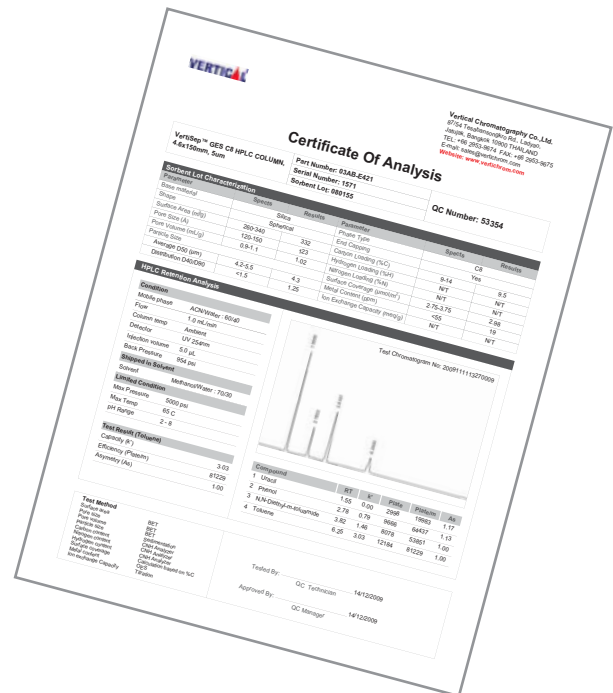 VERTICAL
Vertical Chromatography Co.,Ltd.
87/54 Tesabansongkro Rd., Ladyao,
Jatujak, Bangkok 10900 THAILAND
TEL: +66 2953-9674 FAX: +66 2953-9675
E-mail: sales@vertichrom.com
Website: www.vertichrom.com
Certificate Of Analysis
VertiSep™ GES C8 HPLC COLUMN,
4.6x150mm, 5um
Part Number: 03AB-E421
Serial Number: 1571
Sorbent Lot: 080155
QC Number: 53354
Sorbent Lot Characterization
Parameter Spects Results Parameter Spects Results
Base material Silica Phase Type C8
Shape Spherical End Capping Yes
Surface Area (m²/g) 260-340 332 Carbon Loading (%C) 9-14 9.5
Pore Size (A) 120-150 123 Hydrogen Loading (%H) N/T N/T
Pore Volume (mL/g) 0.9-1.1 1.02 Nitrogen Loading (%N) N/T N/T
Particle Size Surface Coverage (µmol/m²) 2.75-3.75 2.98
Average D50 (µm) 4.2-5.5 4.3 Metal Content (ppm) <55 19
Distribution D40/D90 <1.5 1.25 Ion Exchange Capacity (meq/g) N/T N/T
HPLC Retention Analysis
Condition
Mobile phase ACN/Water : 60/40
Flow 1.0 mL/min
Column temp Ambient
Detector UV 254nm
Injection volume 5.0 µL
Back Pressure 954 psi
Shipped in Solvent
Solvent Methanol/Water : 70/30
Limited Condition
Max Pressure 5000 psi
Max Temp 65 C
pH Range 2 - 8
Test Result (Toluene)
Capacity (k') 3.03
Efficiency (Plate/m) 81229
Asymetry (As) 1.00
Test Chromatogram No: 2009111113270009
Compound RT k' Plate Plate/m As
1 Uracil 1.55 0.00 2998 19983 1.17
2 Phenol 2.78 0.79 9666 64437 1.13
3 N,N-Diethyl-m-toluamide 3.82 1.46 8078 53851 1.00
4 Toluene 6.25 3.03 12184 81229 1.00
Test Method
Surface Area BET
Pore size BET
Pore volume BET
Particle size Sedimentation
Carbon content CNH Analyzer
Nitrogen content CNH Analyzer
Hydrogen content CNH Analyzer
Surface coverage Calculation based on %C
Metal content OES
Ion exchange Capacity Titration
Tested By: 14/12/2009
QC Technician
Approved By: 14/12/2009
QC Manager